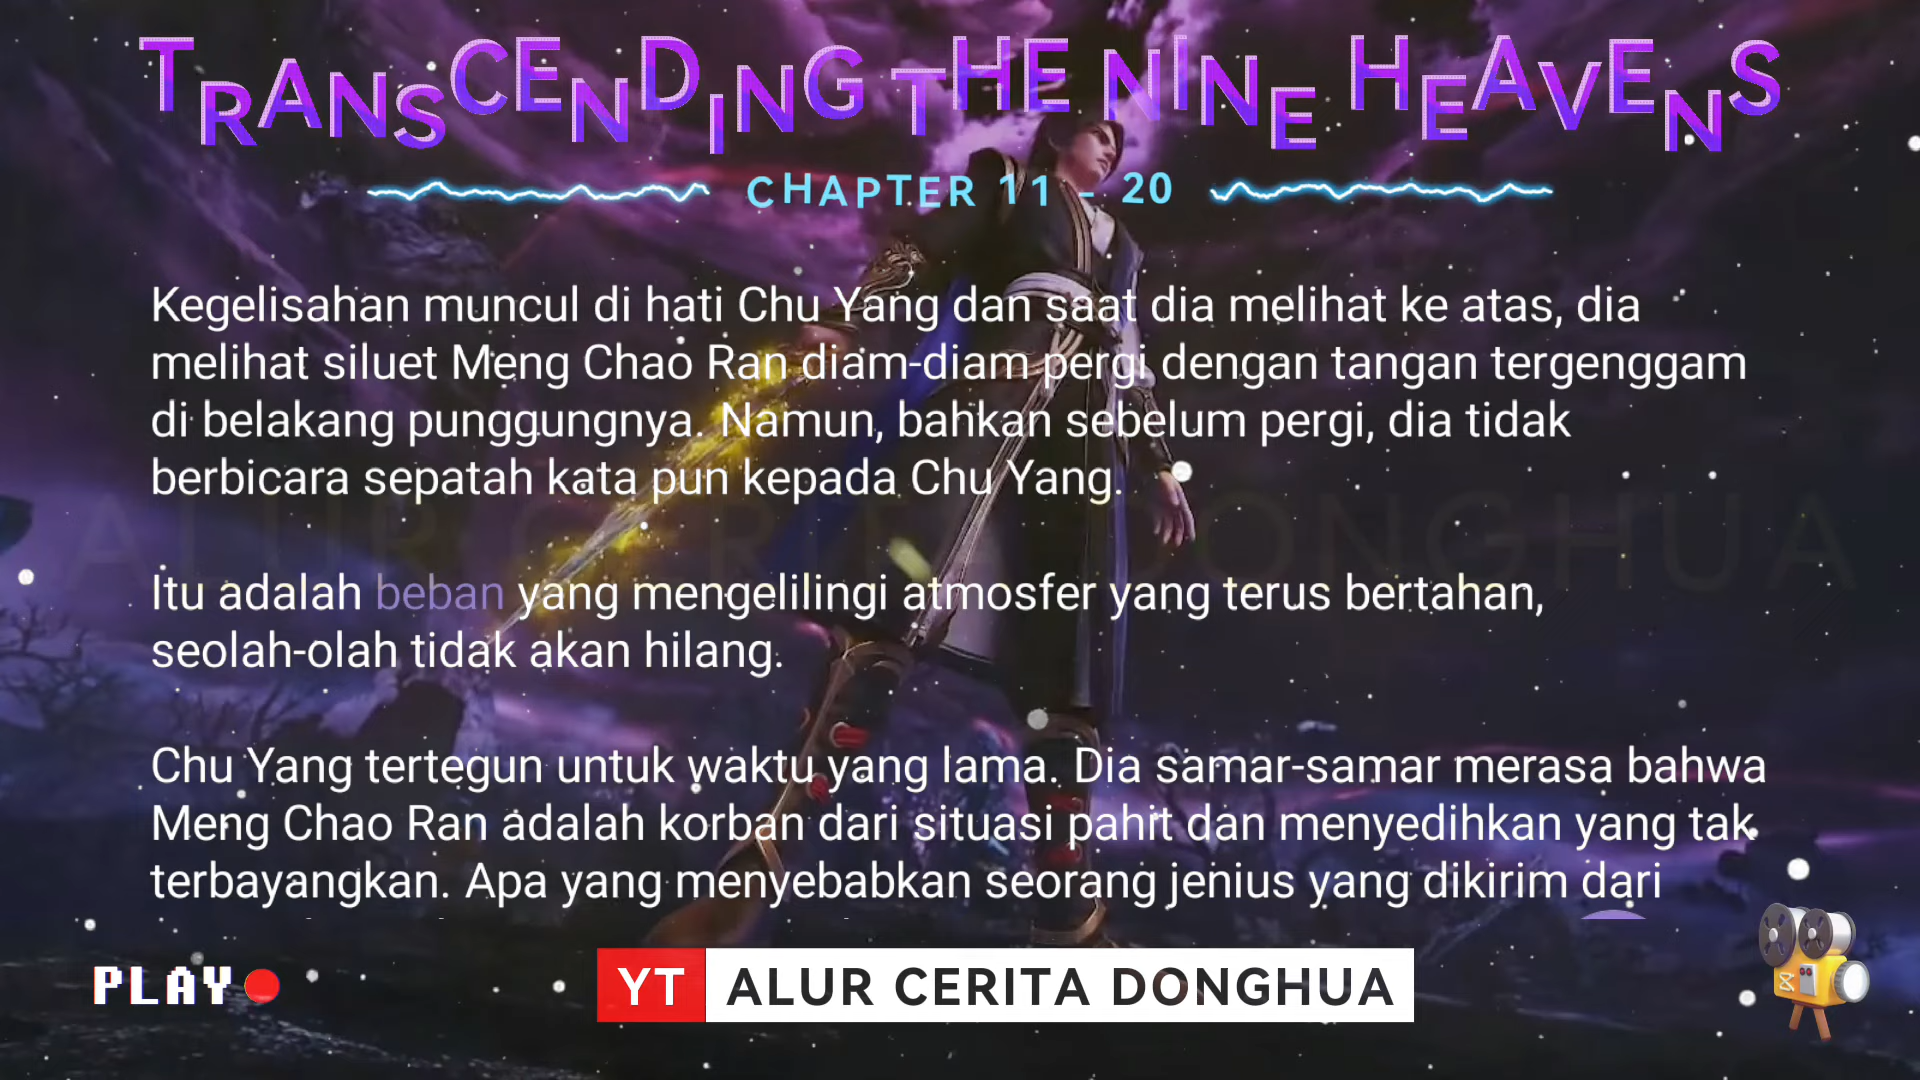 TRANSCENDING THE NINE HEAVENS
CHAPTER 11 - 20
Kegelisahan muncul di hati Chu Yang dan saat dia melihat ke atas, dia
melihat siluet Meng Chao Ran diam-diam pergi dengan tangan tergenggam
di belakang punggungnya. Namun, bahkan sebelum pergi, dia tidak
berbicara sepatah kata pun kepada Chu Yang.
ALUR CERITA DONGHUA
Itu adalah beban yang mengelilingi atmosfer yang terus bertahan,
seolah-olah tidak akan hilang.
Chu Yang tertegun untuk waktu yang lama. Dia samar-samar merasa bahwa
Meng Chao Ran adalah korban dari situasi pahit dan menyedihkan yang tak
terbayangkan. Apa yang menyebabkan seorang jenius yang dikirim dari
PLAY
YT ALUR CERITA DONGHUA